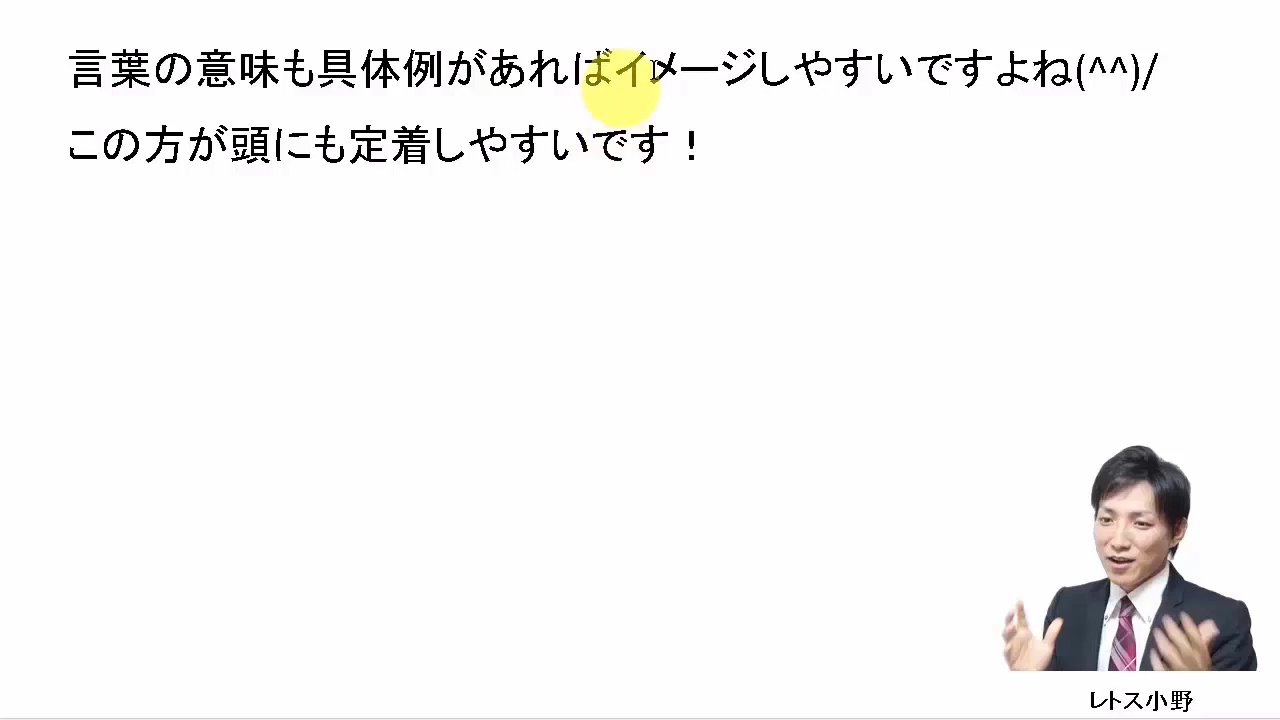 言葉の意味も具体例があればイメージしやすいですよね(^^)/
この方が頭にも定着しやすいです！
レトス小野